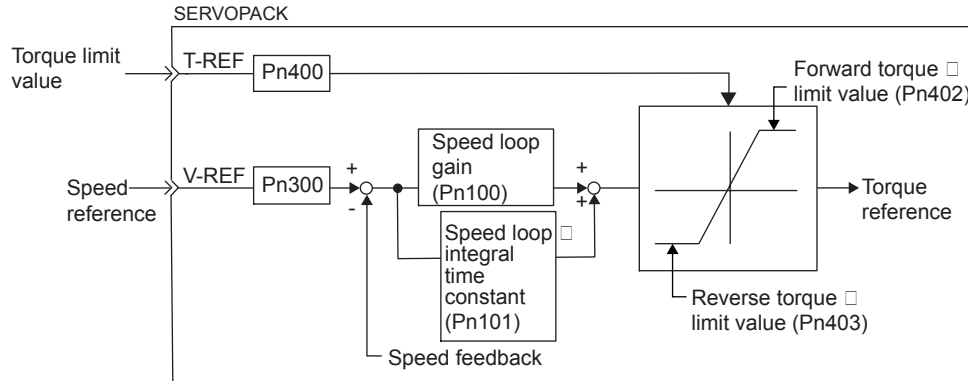 SERVOPACK
Torque limit
value
T-REF
Pn400
Forward torque □
limit value (Pn402)
Speed
reference
V-REF
Pn300
+
-
Speed loop
gain
(Pn100)
+
+
Speed loop □
integral
time
constant
(Pn101)
Torque
reference
Reverse torque □
limit value (Pn403)
Speed feedback